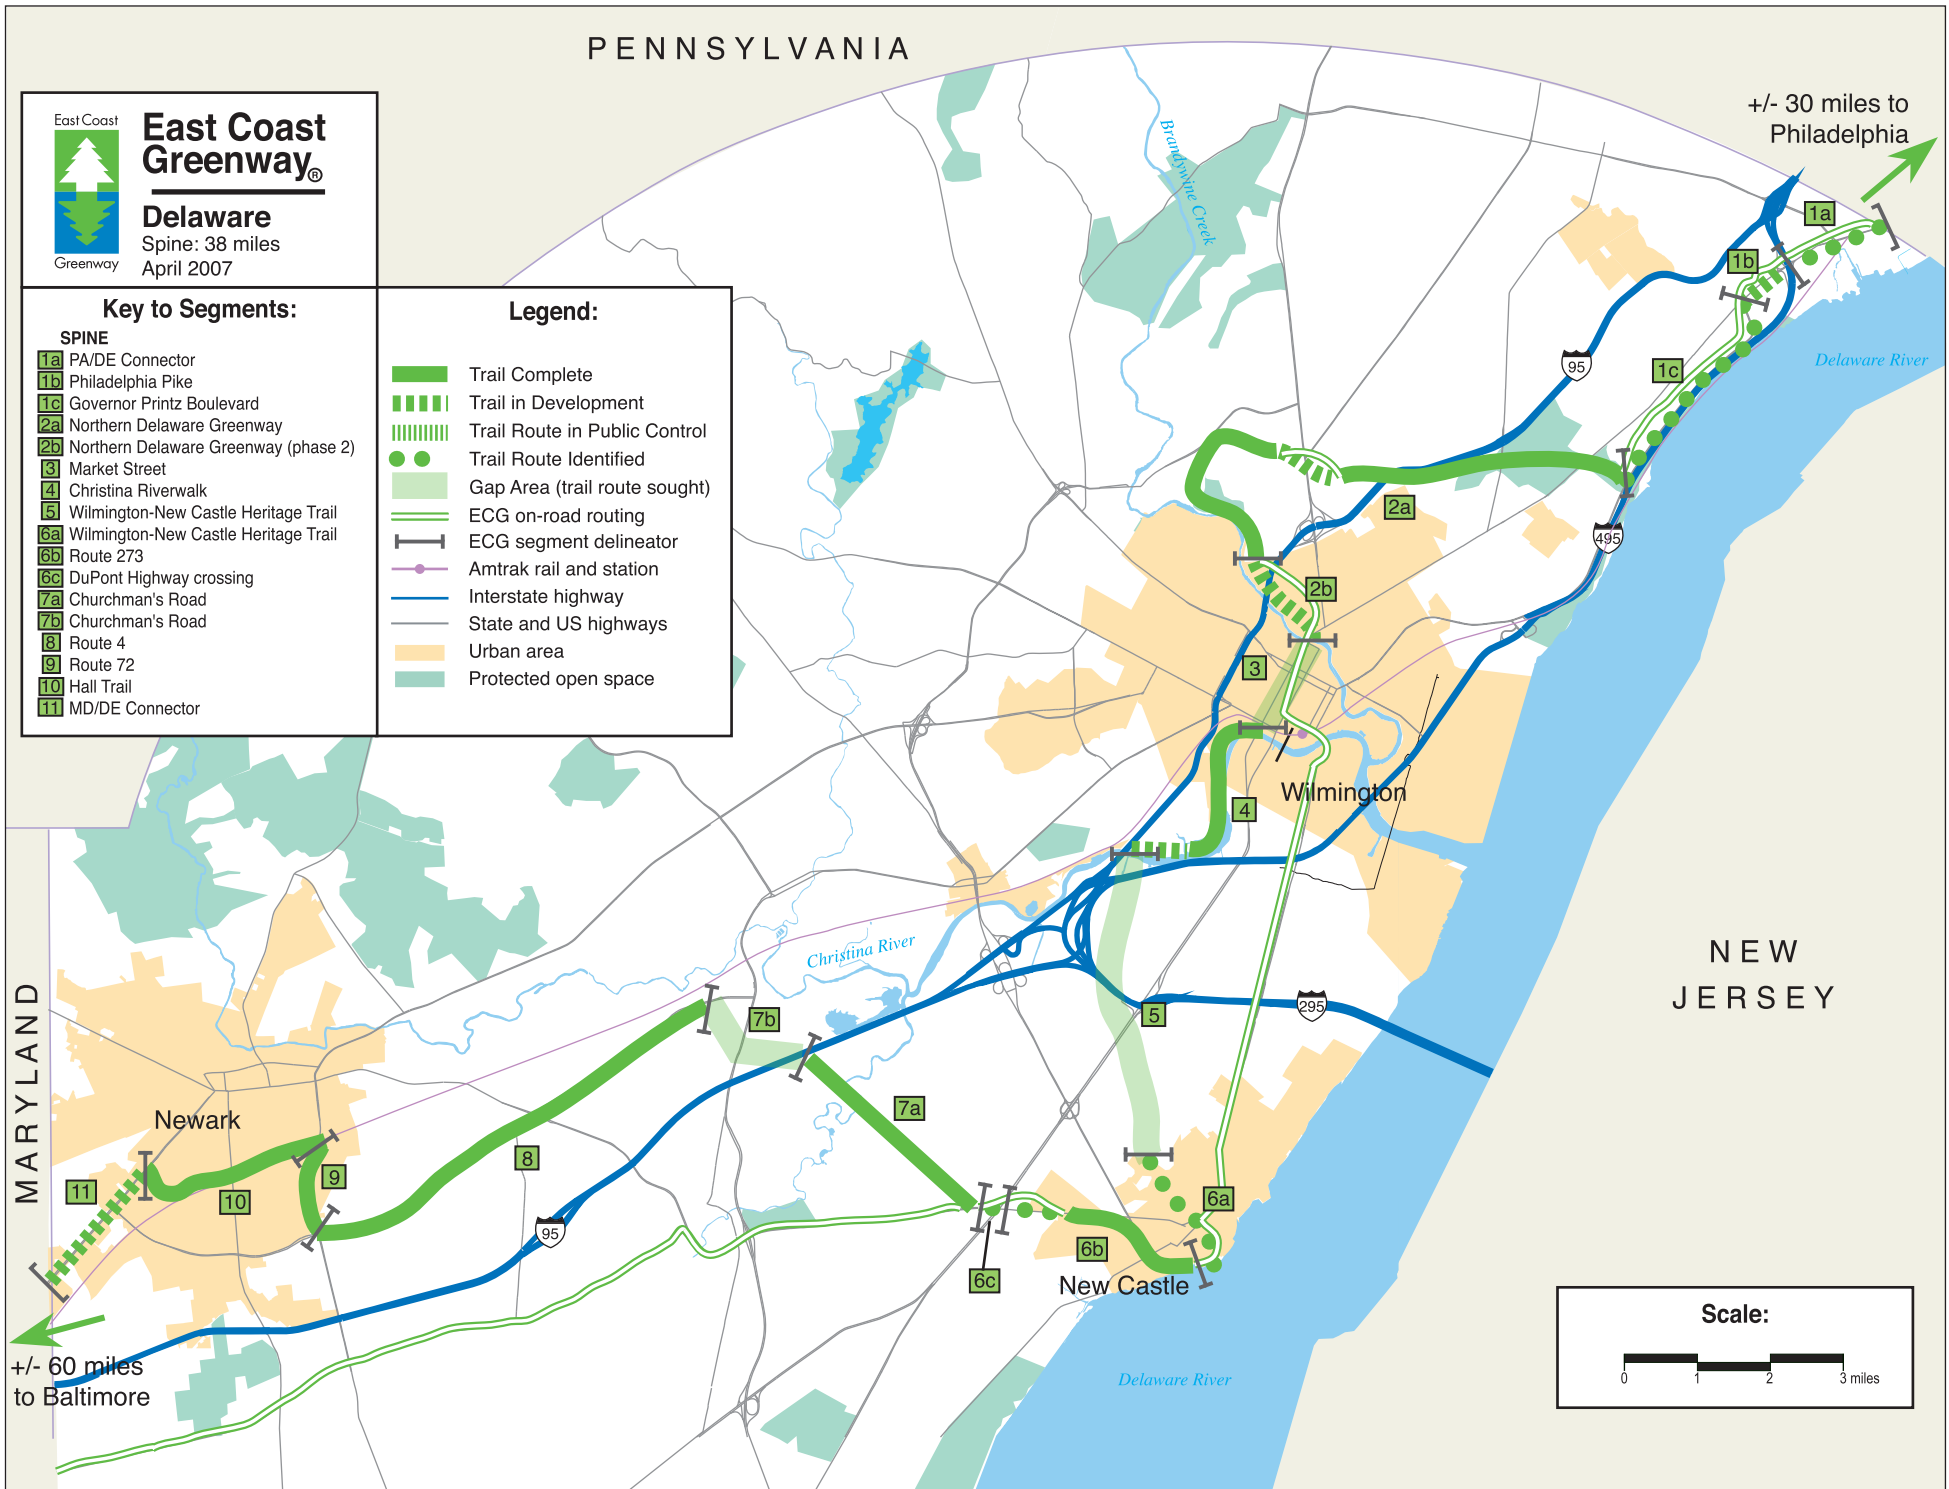 PENNSYLVANIA
+/- 30 miles to
Philadelphia
East Coast
Greenway
East Coast
Greenway®
Delaware
Spine: 38 miles
April 2007
Key to Segments:
SPINE
1a PA/DE Connector
1b Philadelphia Pike
1c Governor Printz Boulevard
2a Northern Delaware Greenway
2b Northern Delaware Greenway (phase 2)
3 Market Street
4 Christina Riverwalk
5 Wilmington-New Castle Heritage Trail
6a Wilmington-New Castle Heritage Trail
6b Route 273
6c DuPont Highway crossing
7a Churchman's Road
7b Churchman's Road
8 Route 4
9 Route 72
10 Hall Trail
11 MD/DE Connector
Legend:
Trail Complete
Trail in Development
Trail Route in Public Control
Trail Route Identified
Gap Area (trail route sought)
ECG on-road routing
ECG segment delineator
Amtrak rail and station
Interstate highway
State and US highways
Urban area
Protected open space
Brandywine Creek
1a
1b
Delaware River
95
1c
2a
495
2b
3
Wilmington
4
Christina River
NEW
JERSEY
MARYLAND
5
295
7b
7a
Newark
8
9
11
10
6a
95
6b
6c
New Castle
+/- 60 miles
to Baltimore
Delaware River
Scale:
0 1 2 3 miles